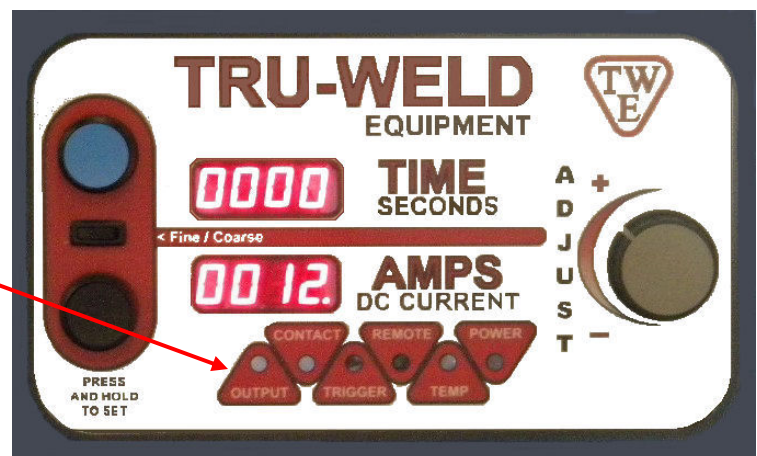 TRU-WELD
EQUIPMENT
TWE
0000
TIME
SECONDS
< Fine / Coarse
0012.
AMPS
DC CURRENT
ADJUST
+
−
CONTACT
REMOTE
POWER
OUTPUT
TRIGGER
TEMP
PRESS
AND HOLD
TO SET